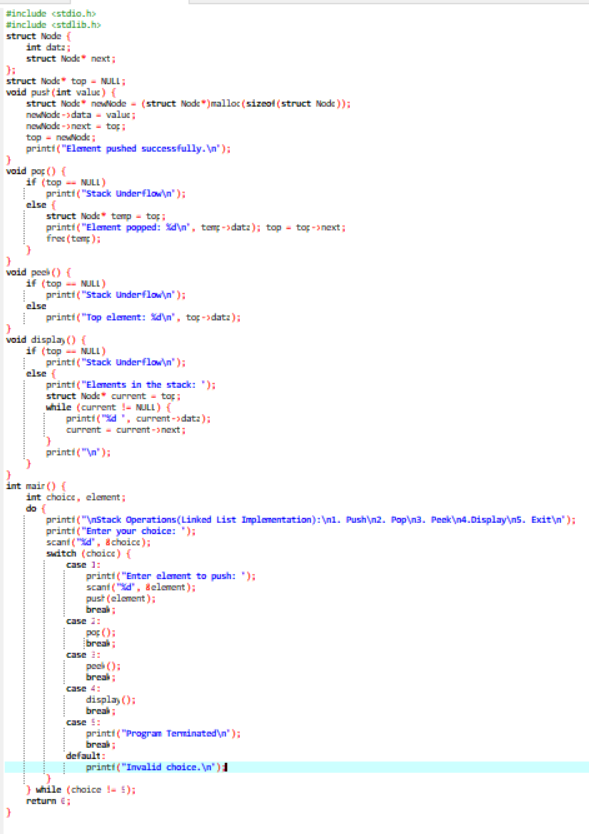 #include <stdio.h>
#include <stdlib.h>
struct Node {
    int data;
    struct Node* next;
};
struct Node* top = NULL;
void push(int value) {
    struct Node* newNode = (struct Node*)malloc(sizeof(struct Node));
    newNode->data = value;
    newNode->next = top;
    top = newNode;
    printf("Element pushed successfully.\n");
}
void pop() {
    if (top == NULL)
        printf("Stack Underflow\n");
    else {
        struct Node* temp = top;
        printf("Element popped: %d\n", temp->data); top = top->next;
        free(temp);
    }
}
void peek() {
    if (top == NULL)
        printf("Stack Underflow\n");
    else
        printf("Top element: %d\n", top->data);
}
void display() {
    if (top == NULL)
        printf("Stack Underflow\n");
    else {
        printf("Elements in the stack: ");
        struct Node* current = top;
        while (current != NULL) {
            printf("%d ", current->data);
            current = current->next;
        }
        printf("\n");
    }
}
int main() {
    int choice, element;
    do {
        printf("\nStack Operations(Linked List Implementation):\n1. Push\n2. Pop\n3. Peek\n4.Display\n5. Exit\n");
        printf("Enter your choice: ");
        scanf("%d", &choice);
        switch (choice) {
            case 1:
                printf("Enter element to push: ");
                scanf("%d", &element);
                push(element);
                break;
            case 2:
                pop();
                break;
            case 3:
                peek();
                break;
            case 4:
                display();
                break;
            case 5:
                printf("Program Terminated\n");
                break;
            default:
                printf("Invalid choice.\n");
        }
    } while (choice != 5);
    return 0;
}